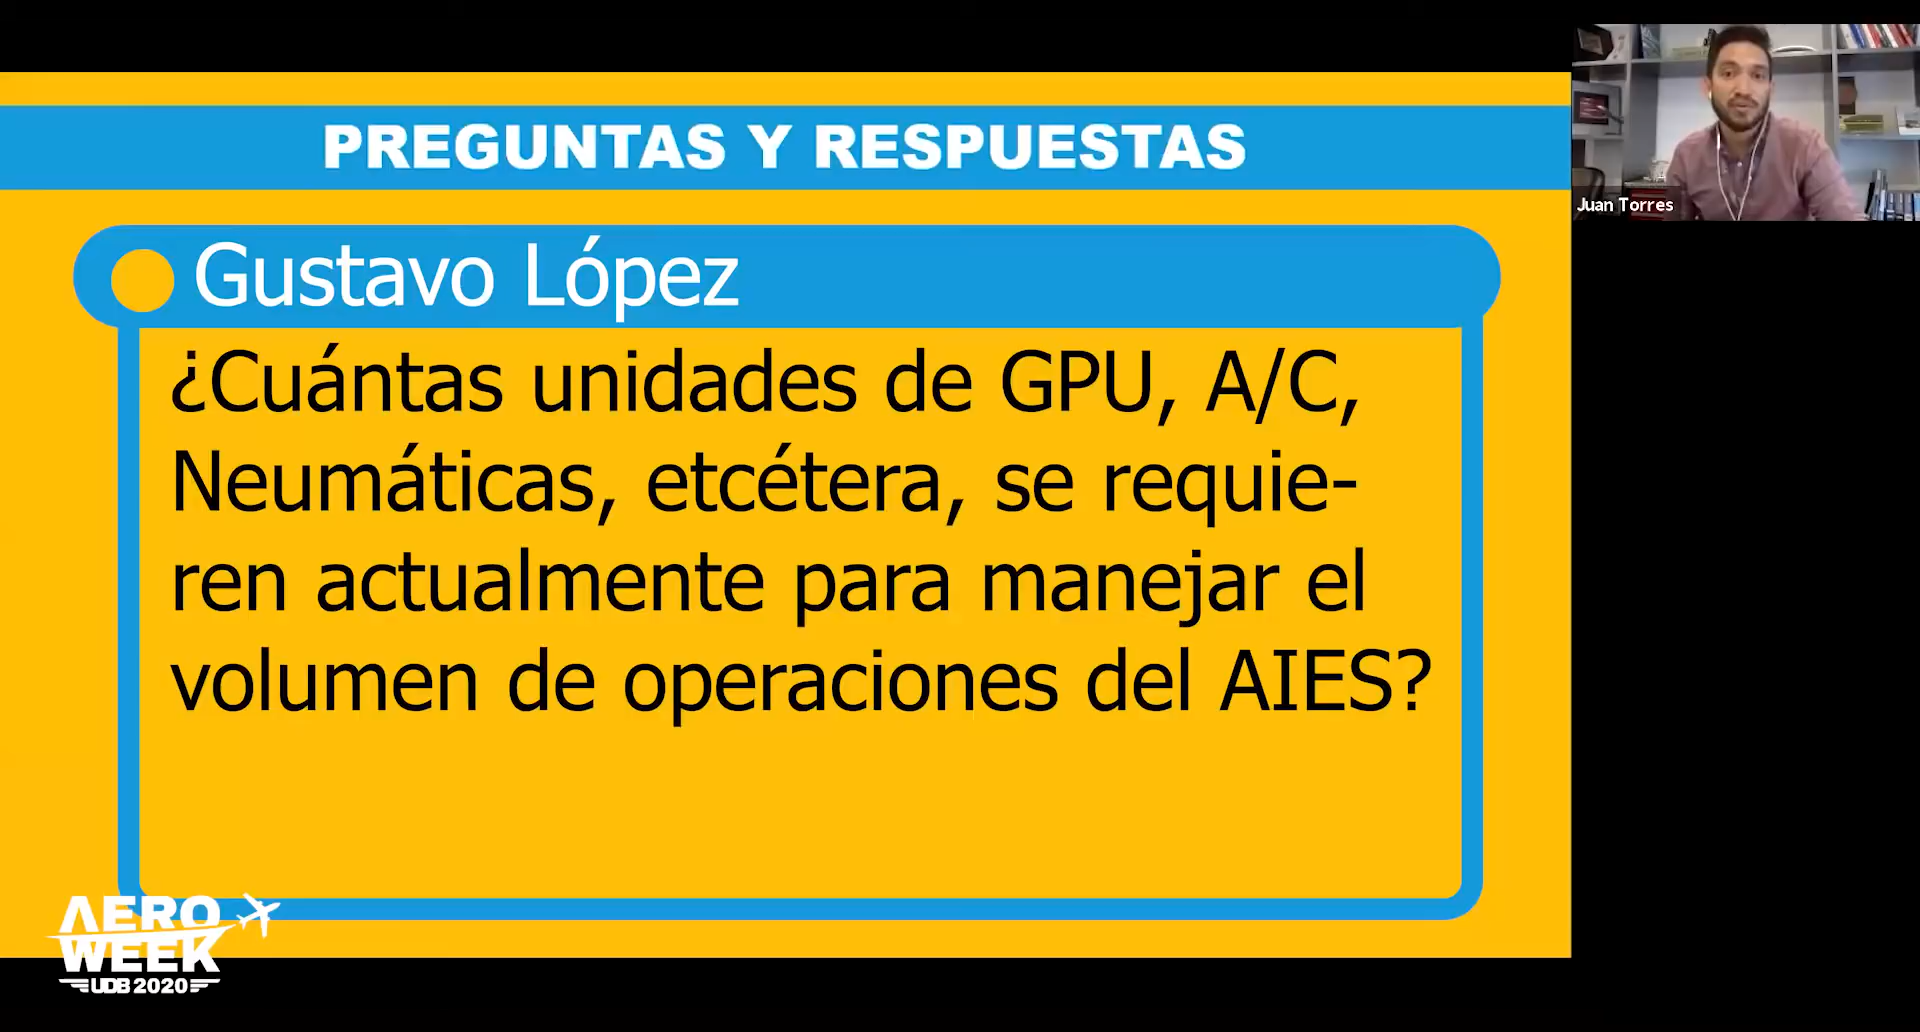 PREGUNTAS Y RESPUESTAS
Gustavo López
¿Cuántas unidades de GPU, A/C,
Neumáticas, etcétera, se requie-
ren actualmente para manejar el
volumen de operaciones del AIES?
Juan Torres
AERO
WEEK
UDB 2020